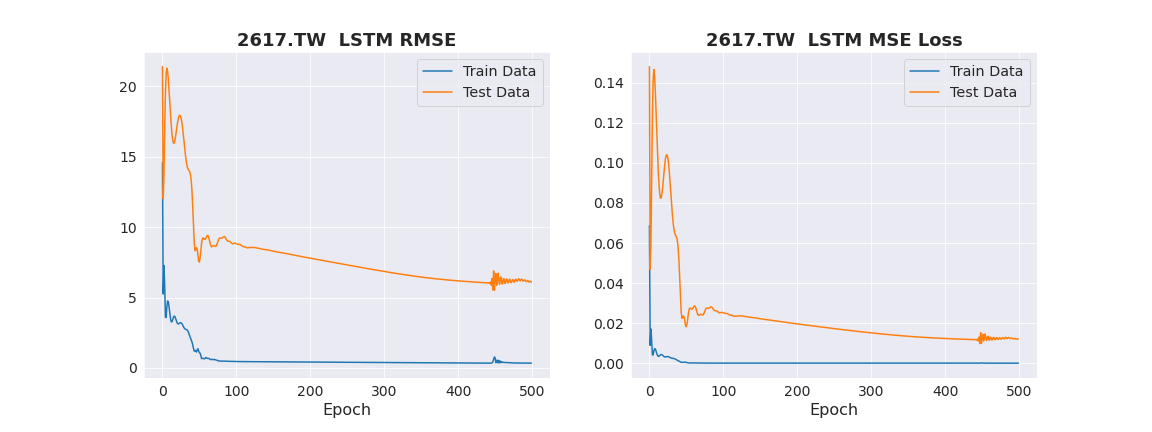 2617.TW  LSTM RMSE
Train Data
Test Data
20
15
10
5
0
0 100 200 300 400 500
Epoch
2617.TW  LSTM MSE Loss
Train Data
Test Data
0.14
0.12
0.10
0.08
0.06
0.04
0.02
0.00
0 100 200 300 400 500
Epoch